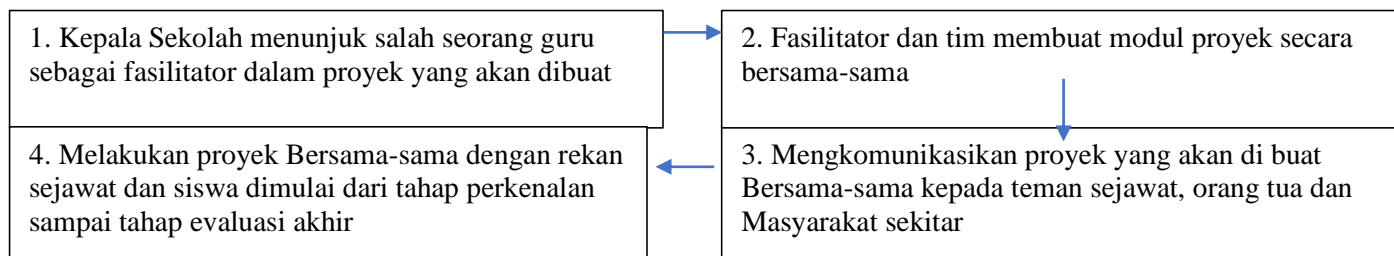 1. Kepala Sekolah menunjuk salah seorang guru
sebagai fasilitator dalam proyek yang akan dibuat
2. Fasilitator dan tim membuat modul proyek secara
bersama-sama
3. Mengkomunikasikan proyek yang akan di buat
Bersama-sama kepada teman sejawat, orang tua dan
Masyarakat sekitar
4. Melakukan proyek Bersama-sama dengan rekan
sejawat dan siswa dimulai dari tahap perkenalan
sampai tahap evaluasi akhir